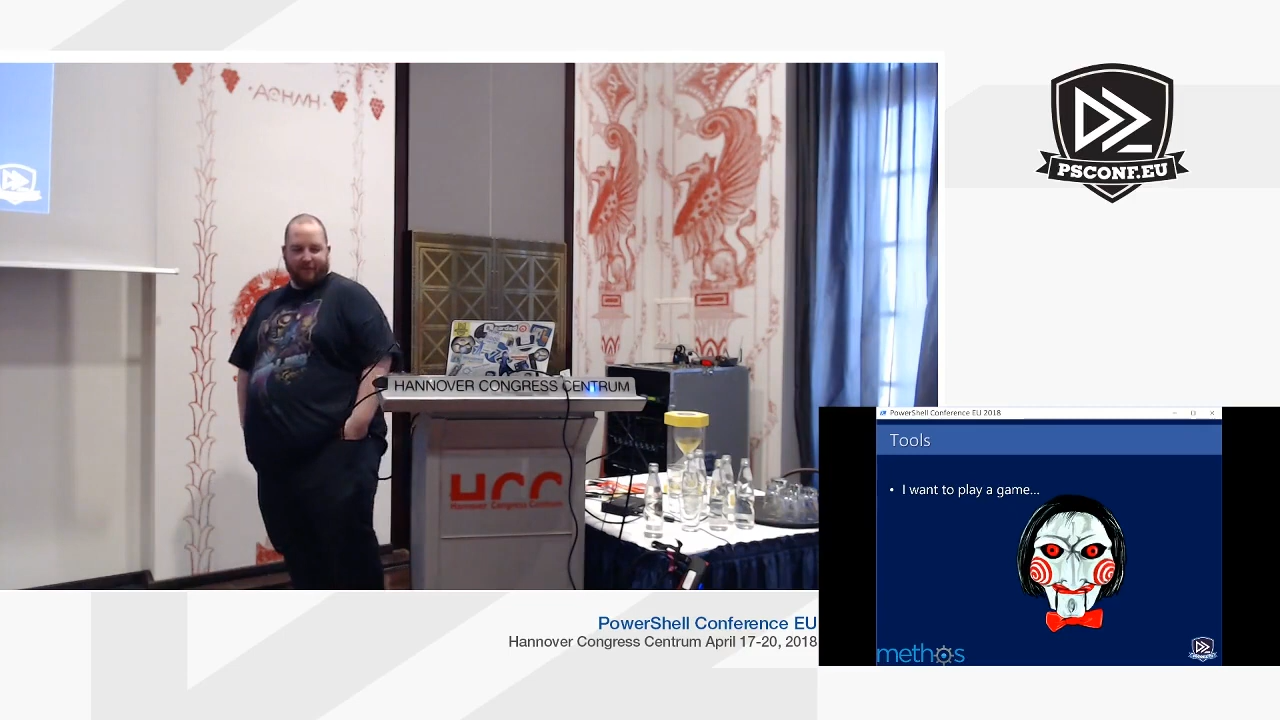 ΑΘΗΝΗ
PSCONF.EU
HANNOVER CONGRESS CENTRUM
HCC
Hannover Congress Centrum
PowerShell Conference EU 2018
Tools
• I want to play a game...
methos
PowerShell Conference EU
Hannover Congress Centrum April 17-20, 2018